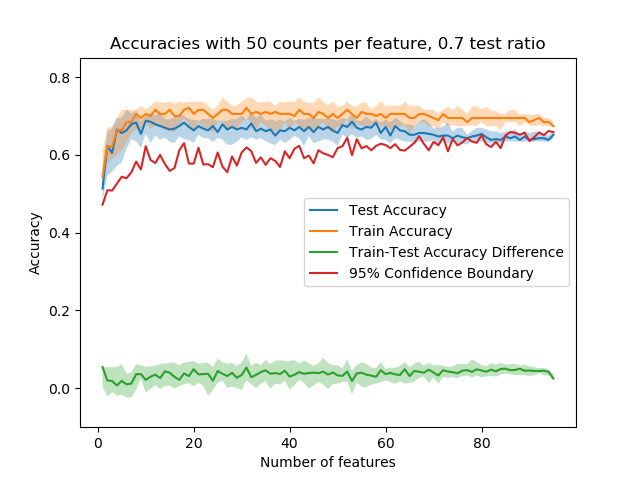 Accuracies with 50 counts per feature, 0.7 test ratio
0.8
0.6
0.4
0.2
0.0
Accuracy
Test Accuracy
Train Accuracy
Train-Test Accuracy Difference
95% Confidence Boundary
0 20 40 60 80
Number of features